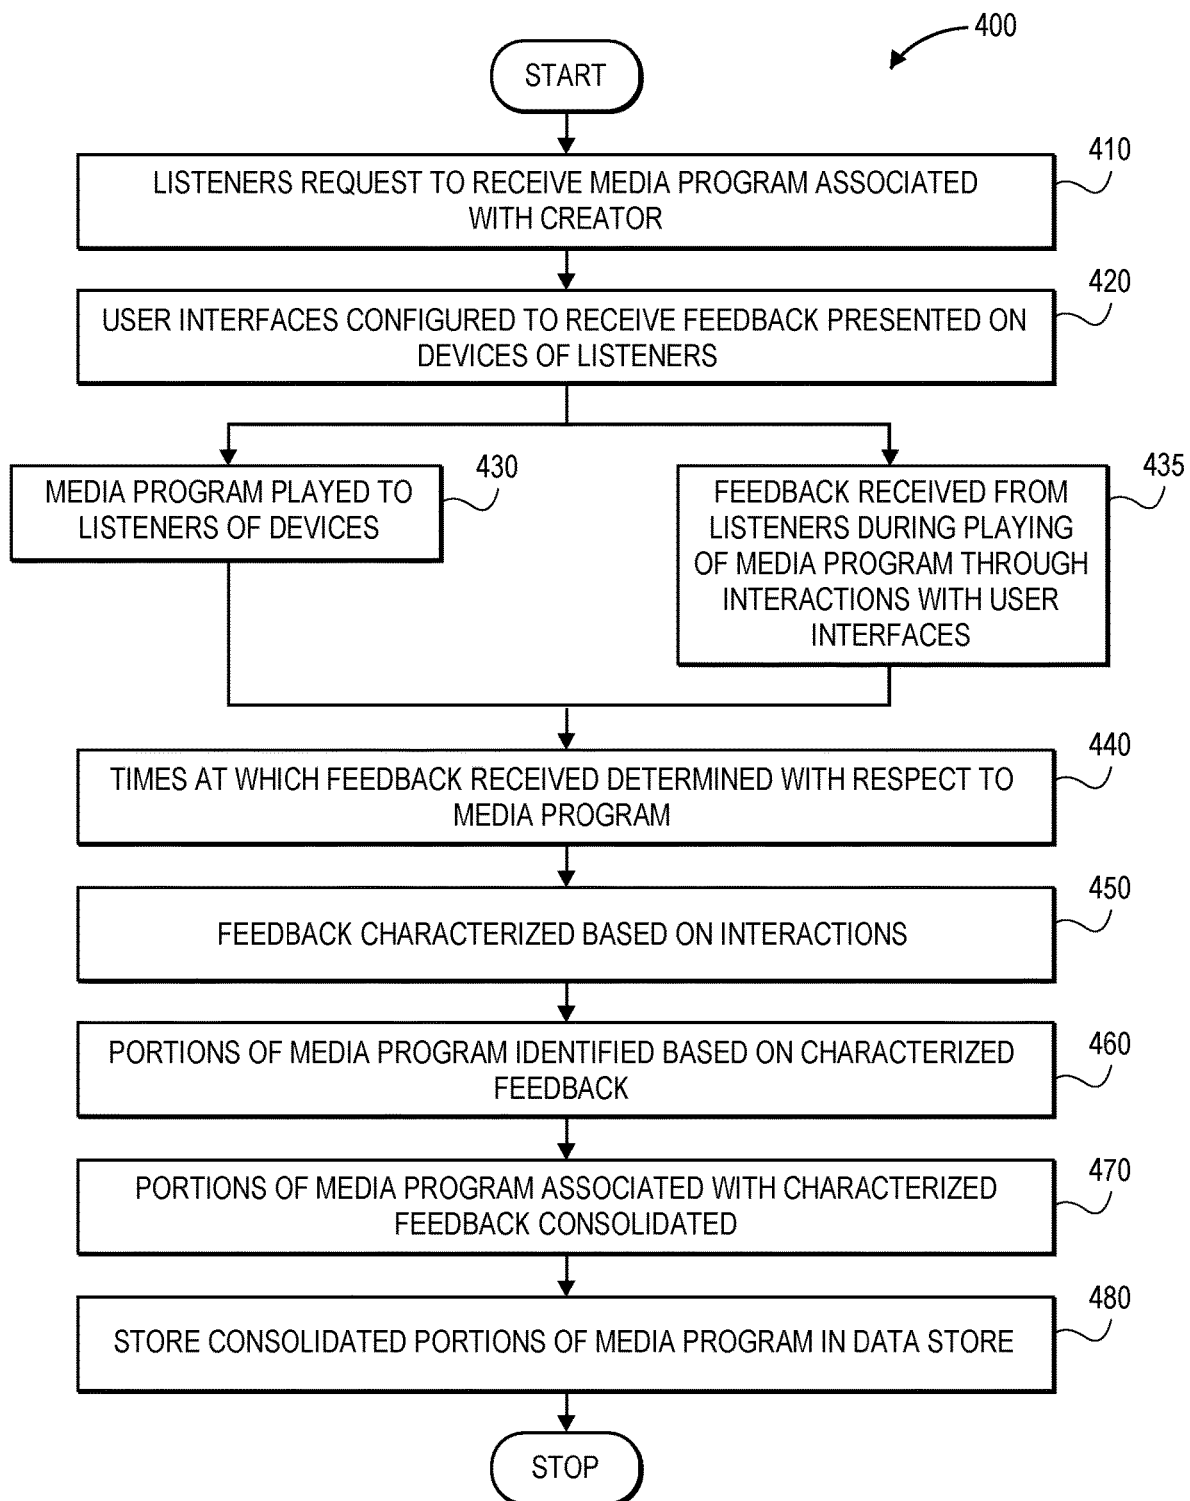 400
START
410
LISTENERS REQUEST TO RECEIVE MEDIA PROGRAM ASSOCIATED
WITH CREATOR
420
USER INTERFACES CONFIGURED TO RECEIVE FEEDBACK PRESENTED ON
DEVICES OF LISTENERS
430
MEDIA PROGRAM PLAYED TO
LISTENERS OF DEVICES
435
FEEDBACK RECEIVED FROM
LISTENERS DURING PLAYING
OF MEDIA PROGRAM THROUGH
INTERACTIONS WITH USER
INTERFACES
440
TIMES AT WHICH FEEDBACK RECEIVED DETERMINED WITH RESPECT TO
MEDIA PROGRAM
450
FEEDBACK CHARACTERIZED BASED ON INTERACTIONS
460
PORTIONS OF MEDIA PROGRAM IDENTIFIED BASED ON CHARACTERIZED
FEEDBACK
470
PORTIONS OF MEDIA PROGRAM ASSOCIATED WITH CHARACTERIZED
FEEDBACK CONSOLIDATED
480
STORE CONSOLIDATED PORTIONS OF MEDIA PROGRAM IN DATA STORE
STOP